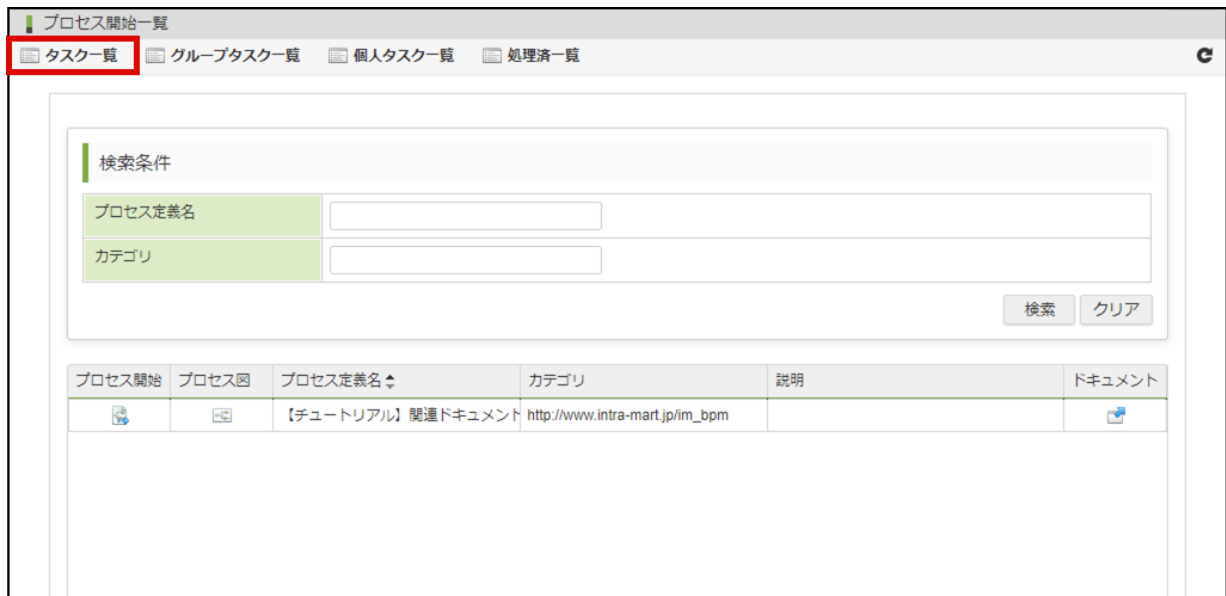 プロセス開始一覧
タスク一覧 グループタスク一覧 個人タスク一覧 処理済一覧
検索条件
プロセス定義名
カテゴリ
検索 クリア
プロセス開始 プロセス図 プロセス定義名 カテゴリ 説明 ドキュメント
【チュートリアル】関連ドキュメント http://www.intra-mart.jp/im_bpm